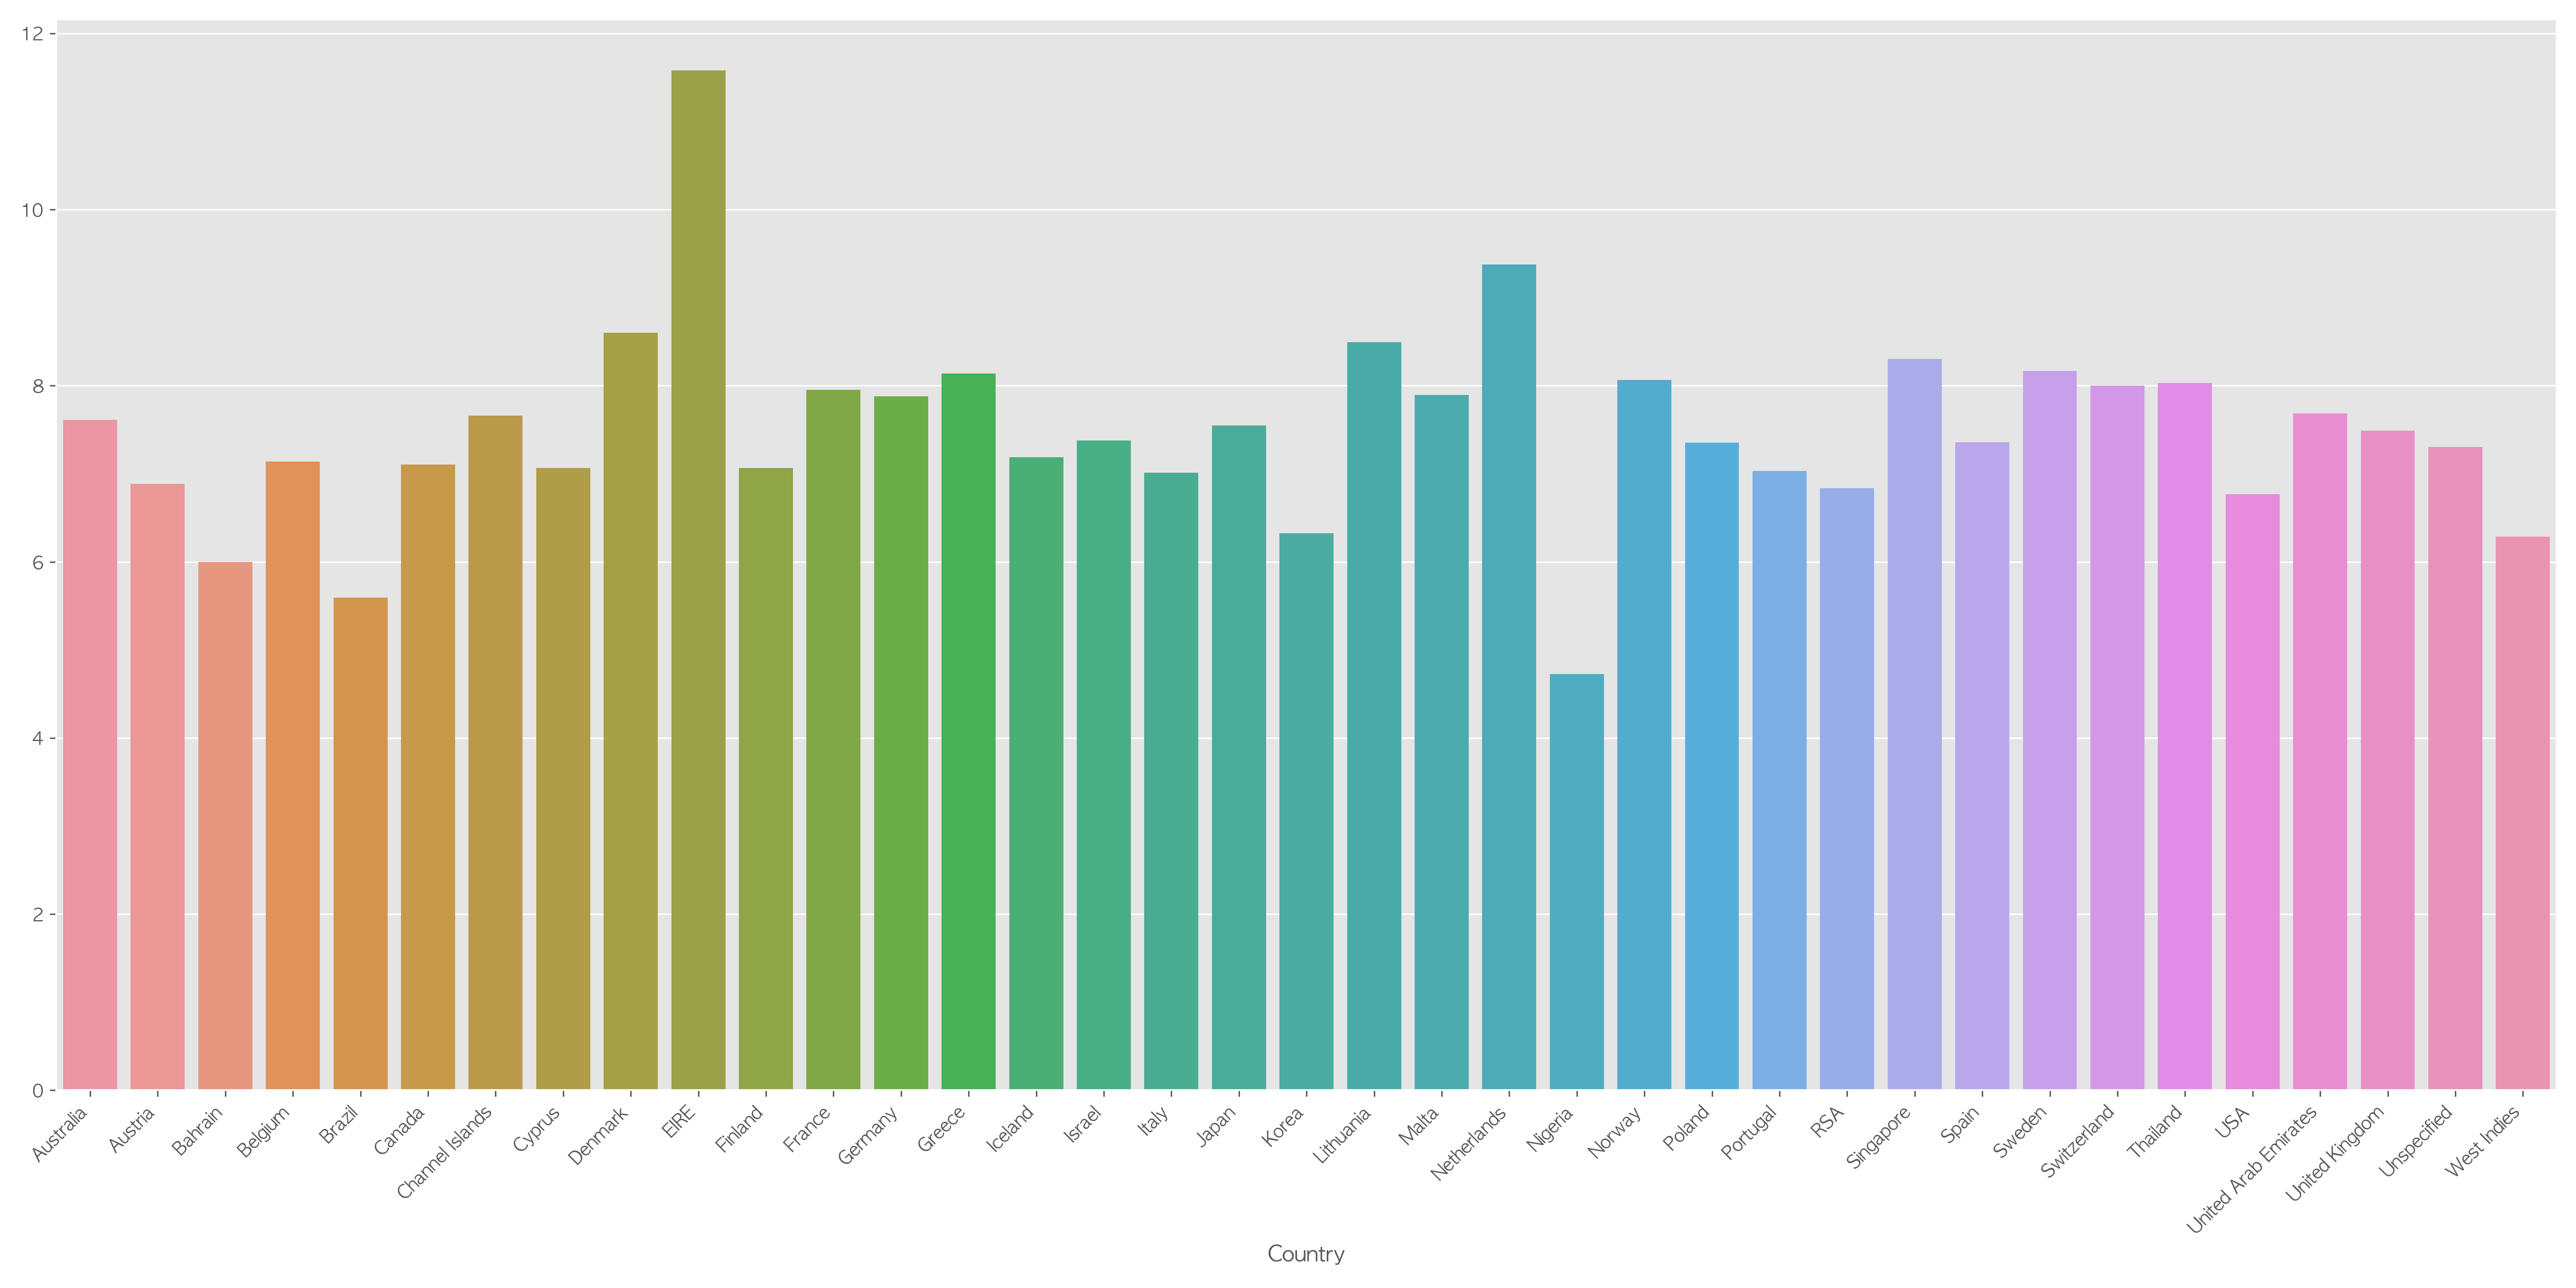 12
10
8
6
4
2
0
Australia
Austria
Bahrain
Belgium
Brazil
Canada
Channel Islands
Cyprus
Denmark
EIRE
Finland
France
Germany
Greece
Iceland
Israel
Italy
Japan
Korea
Lithuania
Malta
Netherlands
Nigeria
Norway
Poland
Portugal
RSA
Singapore
Spain
Sweden
Switzerland
Thailand
USA
United Arab Emirates
United Kingdom
Unspecified
West Indies
Country